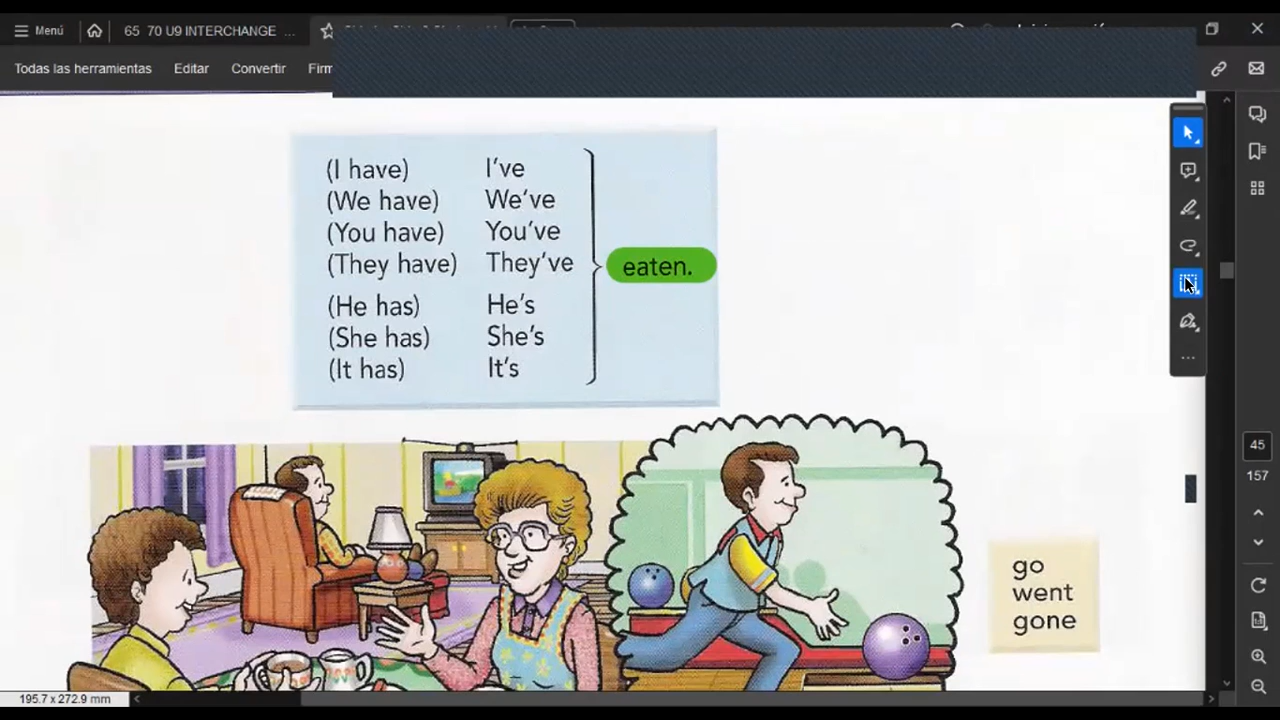 Menú
65 70 U9 INTERCHANGE ...
Todas las herramientas Editar Convertir
(I have) I've
(We have) We've
(You have) You've
(They have) They've
eaten.
(He has) He's
(She has) She's
(It has) It's
go
went
gone
45
157
195.7 x 272.9 mm